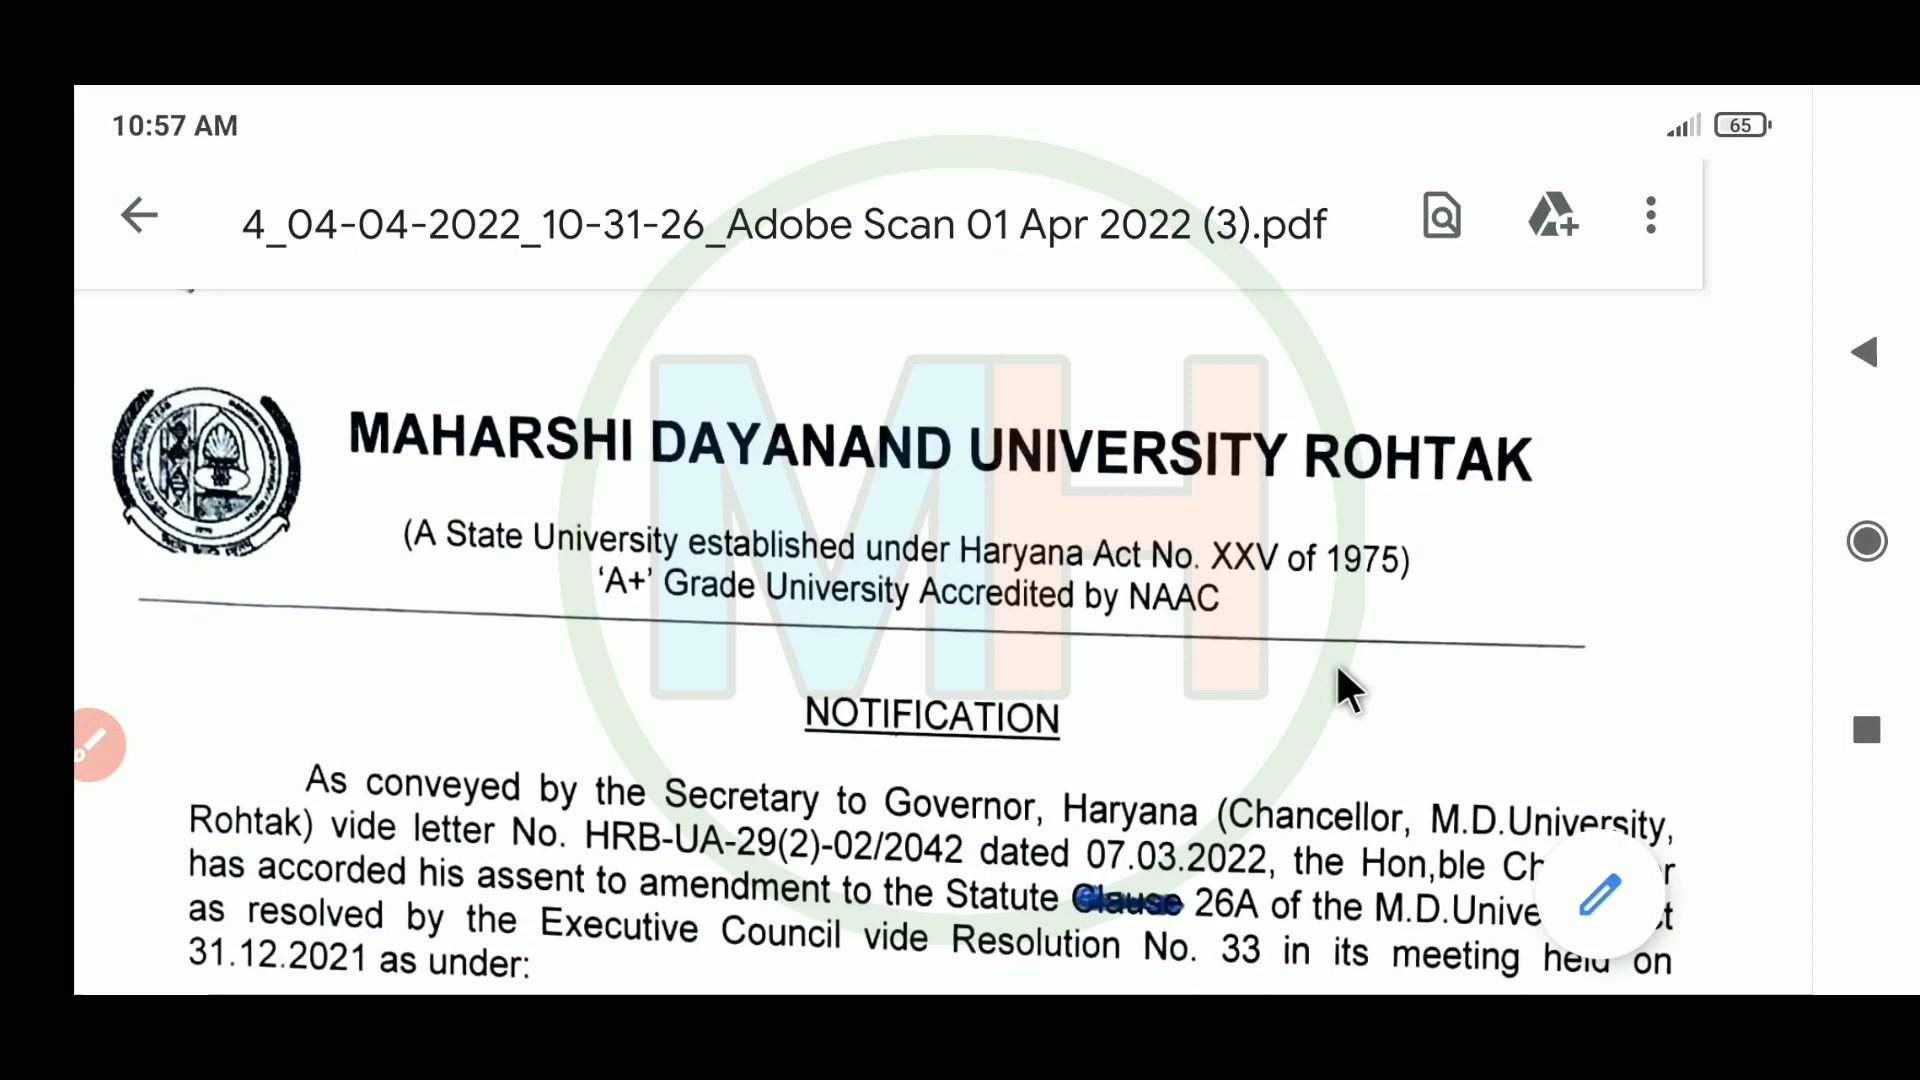 10:57 AM
65
4_04-04-2022_10-31-26_Adobe Scan 01 Apr 2022 (3).pdf
MH
MAHARSHI DAYANAND UNIVERSITY ROHTAK
(A State University established under Haryana Act No. XXV of 1975)
‘A+’ Grade University Accredited by NAAC
NOTIFICATION
As conveyed by the Secretary to Governor, Haryana (Chancellor, M.D.University,
Rohtak) vide letter No. HRB-UA-29(2)-02/2042 dated 07.03.2022, the Hon,ble
has accorded his assent to amendment to the Statute Clause 26A of the
as resolved by the Executive Council vide Resolution No. 33 in its meeting held on
31.12.2021 as under: